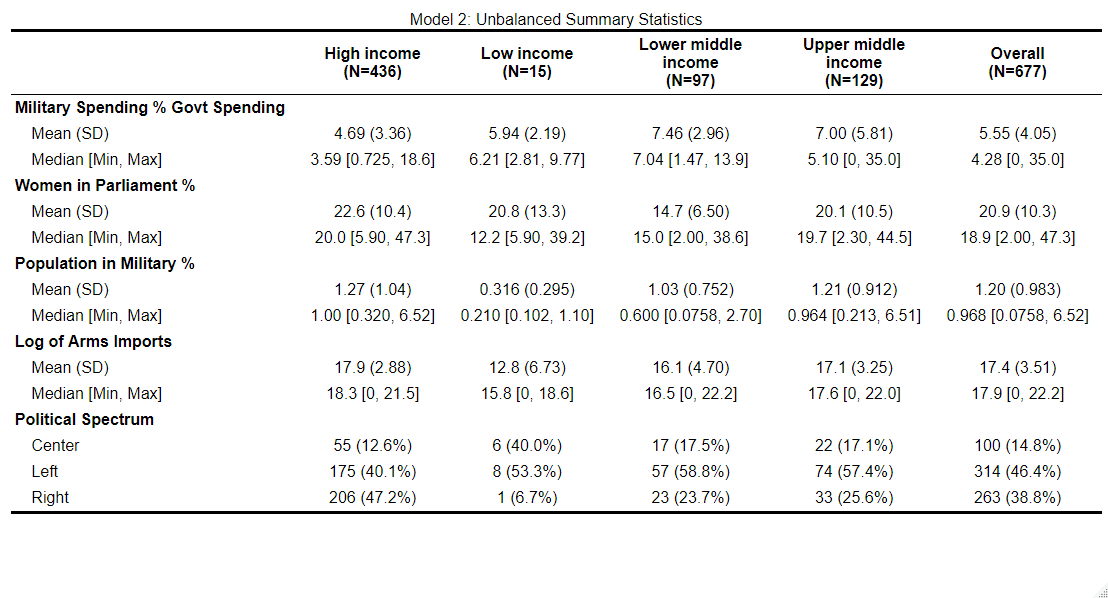 Model 2: Unbalanced Summary Statistics
High income (N=436) Low income (N=15) Lower middle income (N=97) Upper middle income (N=129) Overall (N=677)
Military Spending % Govt Spending
Mean (SD) 4.69 (3.36) 5.94 (2.19) 7.46 (2.96) 7.00 (5.81) 5.55 (4.05)
Median [Min, Max] 3.59 [0.725, 18.6] 6.21 [2.81, 9.77] 7.04 [1.47, 13.9] 5.10 [0, 35.0] 4.28 [0, 35.0]
Women in Parliament %
Mean (SD) 22.6 (10.4) 20.8 (13.3) 14.7 (6.50) 20.1 (10.5) 20.9 (10.3)
Median [Min, Max] 20.0 [5.90, 47.3] 12.2 [5.90, 39.2] 15.0 [2.00, 38.6] 19.7 [2.30, 44.5] 18.9 [2.00, 47.3]
Population in Military %
Mean (SD) 1.27 (1.04) 0.316 (0.295) 1.03 (0.752) 1.21 (0.912) 1.20 (0.983)
Median [Min, Max] 1.00 [0.320, 6.52] 0.210 [0.102, 1.10] 0.600 [0.0758, 2.70] 0.964 [0.213, 6.51] 0.968 [0.0758, 6.52]
Log of Arms Imports
Mean (SD) 17.9 (2.88) 12.8 (6.73) 16.1 (4.70) 17.1 (3.25) 17.4 (3.51)
Median [Min, Max] 18.3 [0, 21.5] 15.8 [0, 18.6] 16.5 [0, 22.2] 17.6 [0, 22.0] 17.9 [0, 22.2]
Political Spectrum
Center 55 (12.6%) 6 (40.0%) 17 (17.5%) 22 (17.1%) 100 (14.8%)
Left 175 (40.1%) 8 (53.3%) 57 (58.8%) 74 (57.4%) 314 (46.4%)
Right 206 (47.2%) 1 (6.7%) 23 (23.7%) 33 (25.6%) 263 (38.8%)